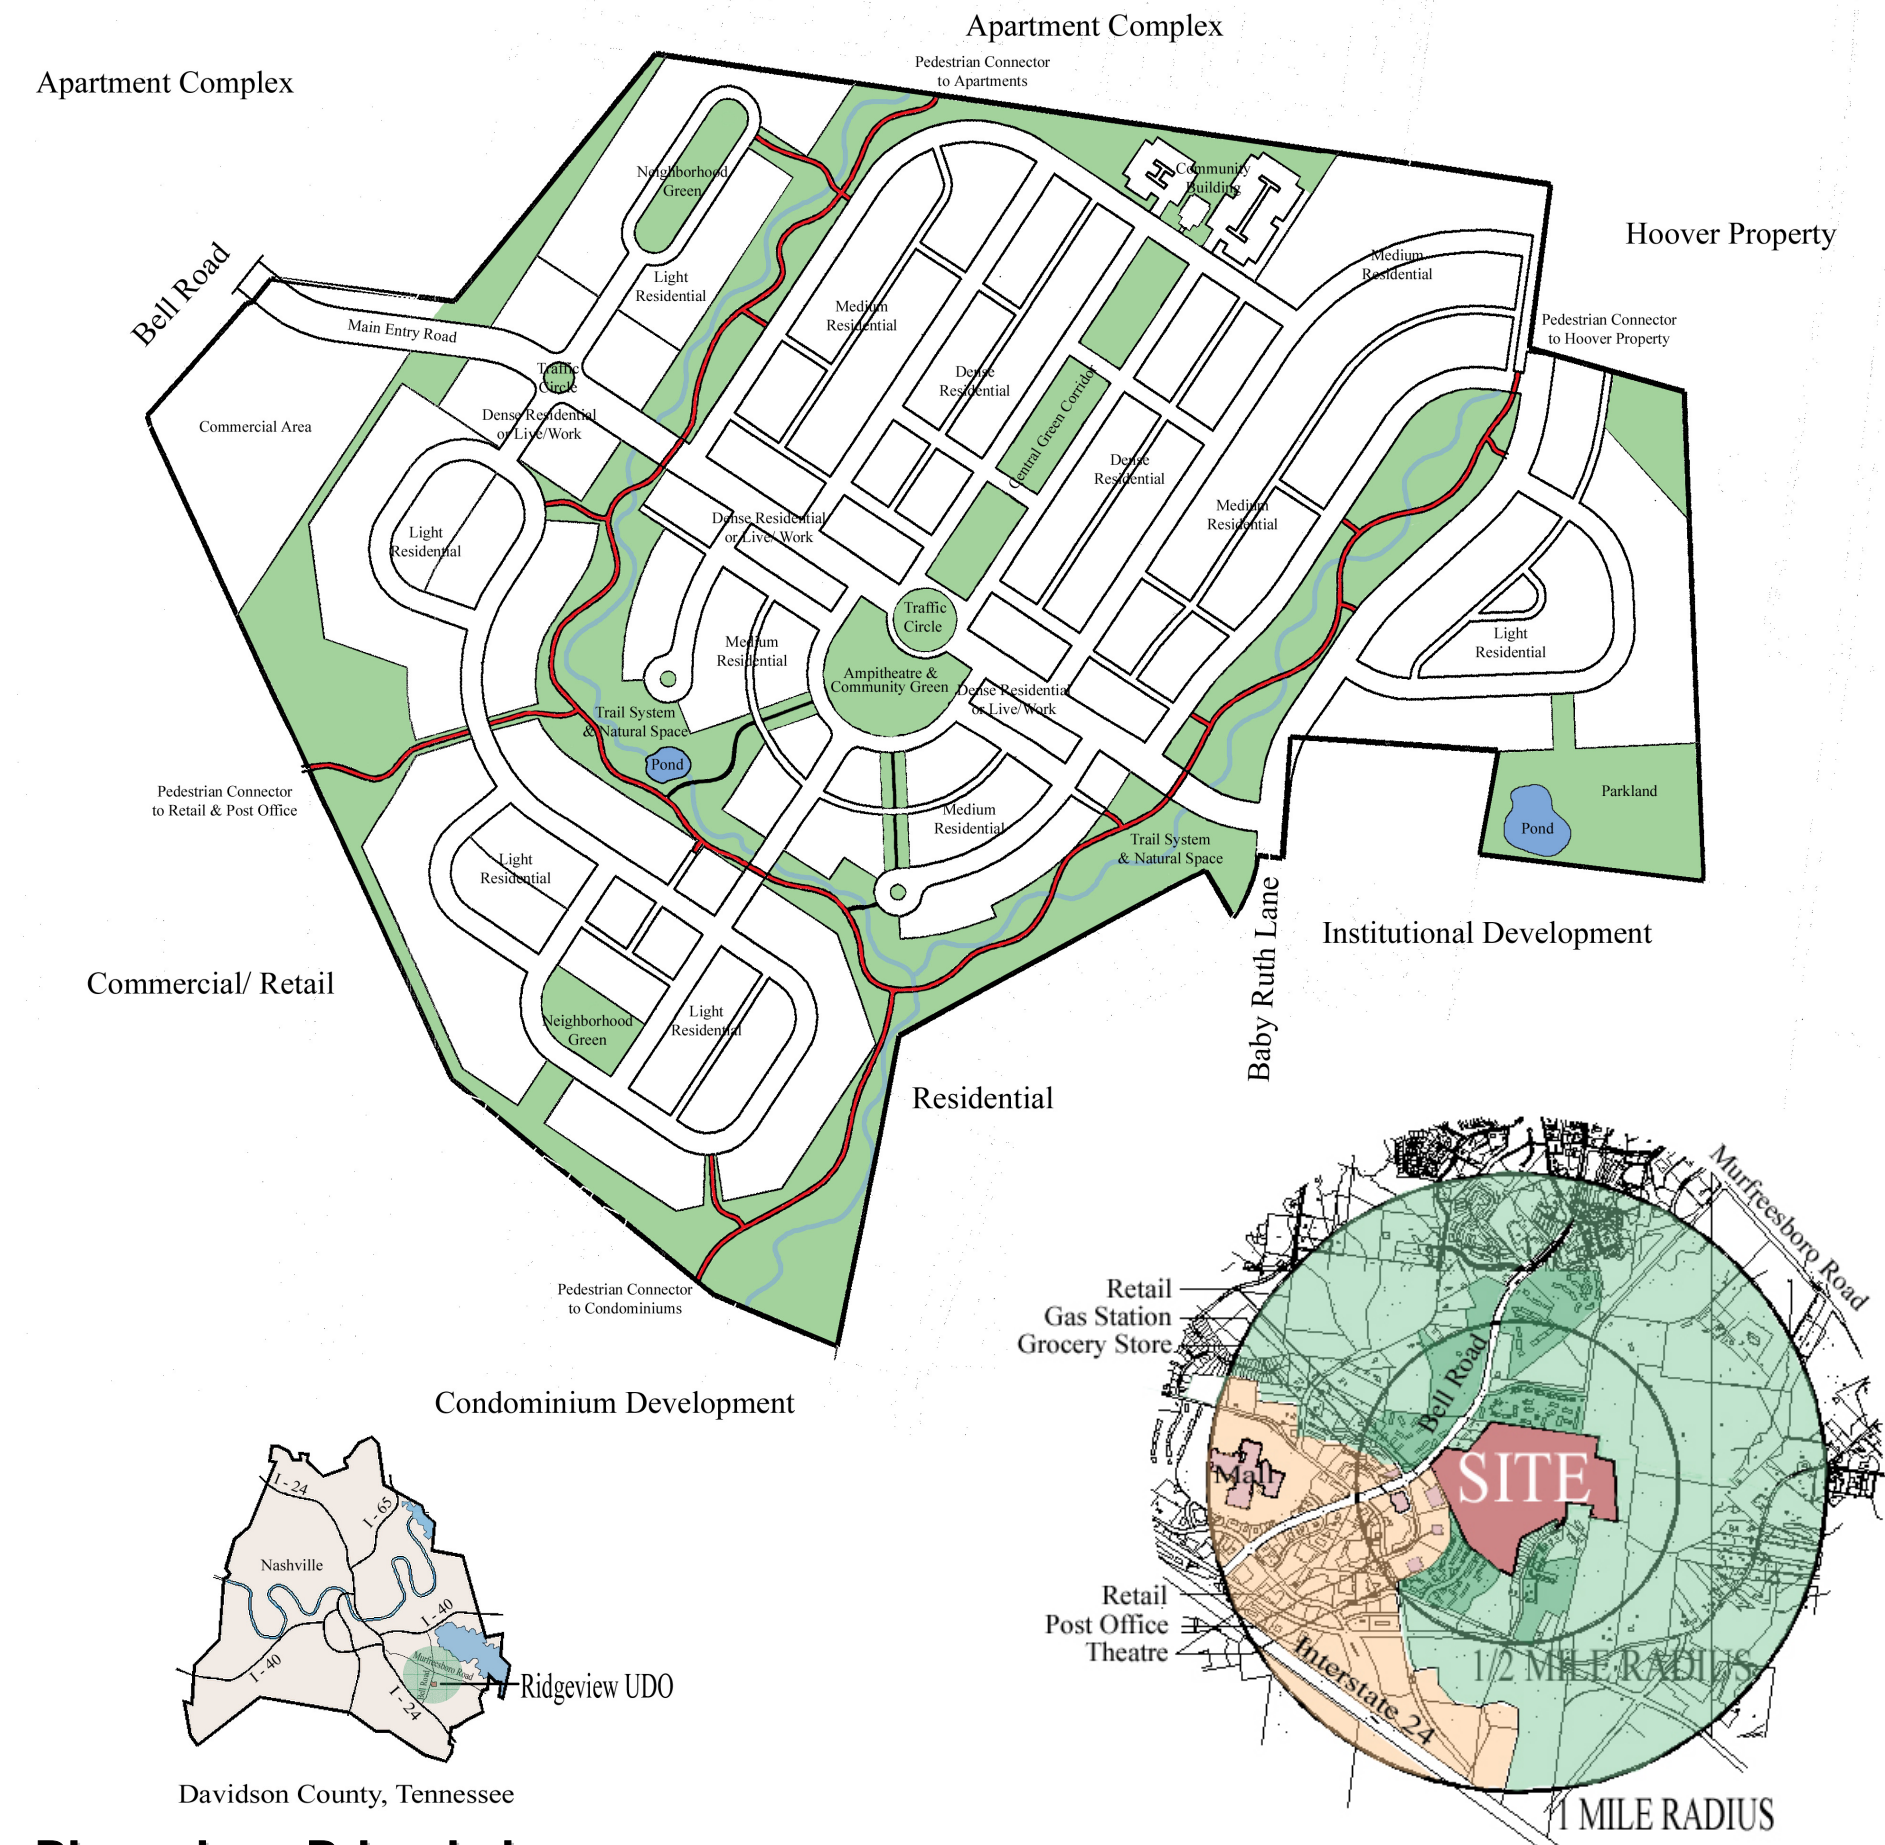 Apartment Complex
Pedestrian Connector
to Apartments
Apartment Complex
Neighborhood
Green
Community
Building
Hoover Property
Medium
Residential
Bell Road
Light
Residential
Main Entry Road
Medium
Residential
Pedestrian Connector
to Hoover Property
Traffic
Circle
Dense
Residential
Central Green Corridor
Commercial Area
Dense Residential
or Live/Work
Dense
Residential
Medium
Residential
Light
Residential
Dense Residential
or Live/ Work
Traffic
Circle
Light
Residential
Medium
Residential
Ampitheatre &
Community Green
Dense Residential
or Live/Work
Trail System
& Natural Space
Pond
Pedestrian Connector
to Retail & Post Office
Medium
Residential
Parkland
Pond
Trail System
& Natural Space
Light
Residential
Baby Ruth Lane
Institutional Development
Commercial/ Retail
Neighborhood
Green
Light
Residential
Residential
Pedestrian Connector
to Condominiums
Condominium Development
Murfreesboro Road
Retail
Gas Station
Grocery Store
Bell Road
Mall
SITE
Retail
Post Office
Theatre
Interstate 24
1/2 MILE RADIUS
1 MILE RADIUS
I - 24
I - 65
Nashville
I - 40
I - 40
Murfreesboro Road
Bell Road
I - 24
Ridgeview UDO
Davidson County, Tennessee